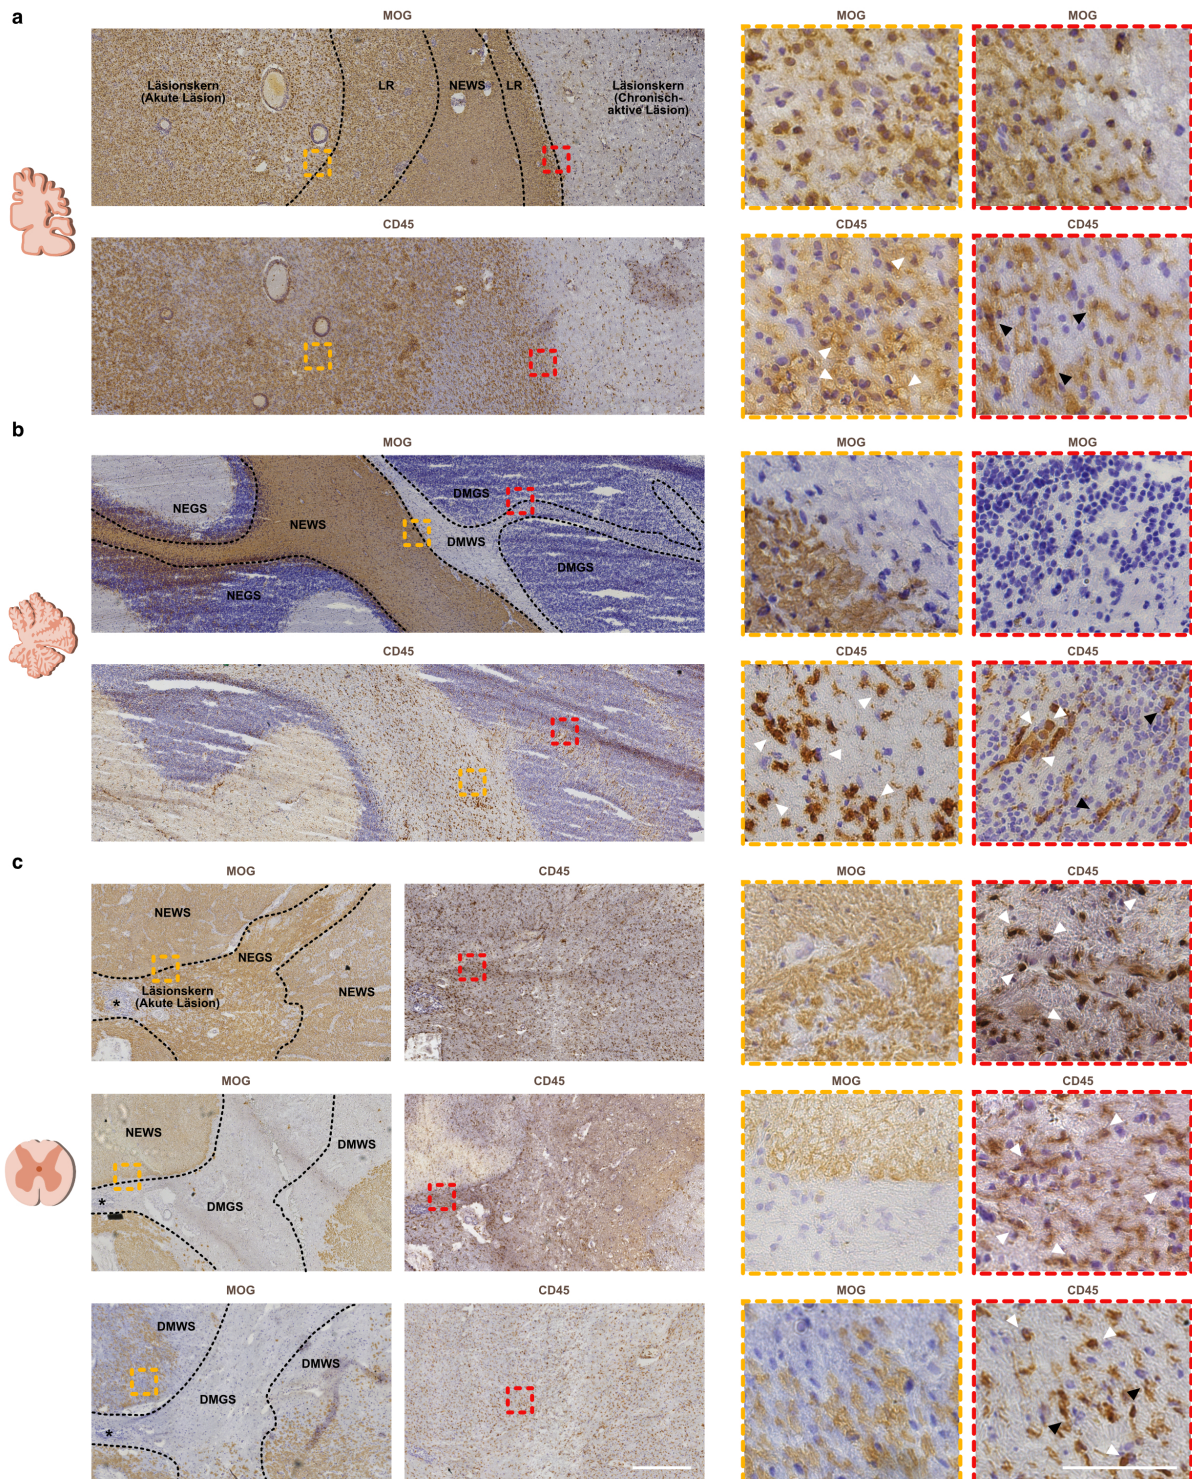 a
MOG
MOG
MOG
Läsionskern
(Akute Läsion)
LR
NEWS
LR
Läsionskern
(Chronisch-
aktive Läsion)
CD45
CD45
CD45
b
MOG
MOG
MOG
NEGS
NEWS
DMGS
DMWS
DMGS
NEGS
CD45
CD45
CD45
c
MOG
CD45
MOG
CD45
NEWS
NEGS
NEWS
Läsionskern
(Akute Läsion)
*
MOG
CD45
MOG
CD45
NEWS
DMWS
DMGS
*
MOG
CD45
MOG
CD45
DMWS
DMWS
DMGS
*